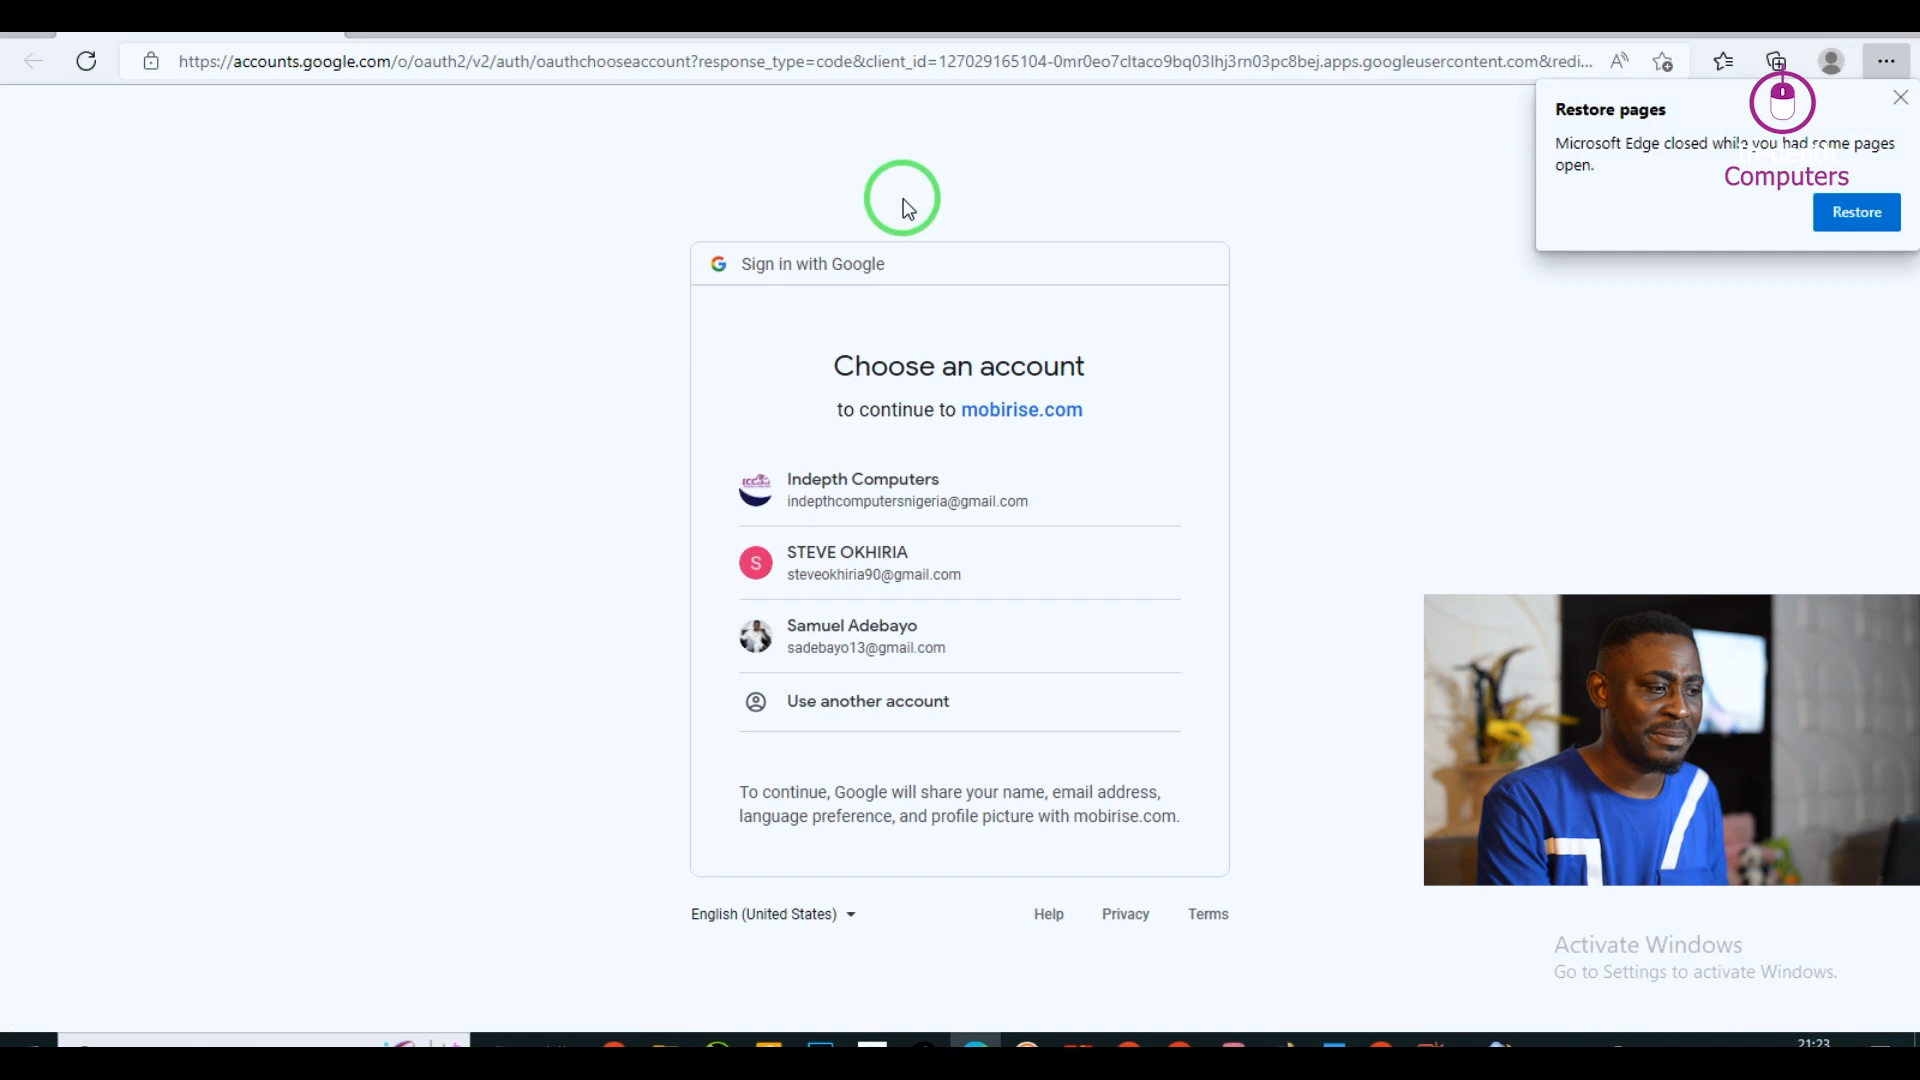 https://accounts.google.com/o/oauth2/v2/auth/oauthchooseaccount?response_type=code&client_id=127029165104-0mr0eo7cltaco9bq03lhj3rn03pc8bej.apps.googleusercontent.com&redi...
Restore pages
Microsoft Edge closed while you had some pages
open.
Computers
Restore
Sign in with Google
Choose an account
to continue to mobirise.com
Indepth Computers
indepthcomputersnigeria@gmail.com
S
STEVE OKHIRIA
steveokhiria90@gmail.com
Samuel Adebayo
sadebayo13@gmail.com
Use another account
To continue, Google will share your name, email address,
language preference, and profile picture with mobirise.com.
English (United States)
Help
Privacy
Terms
Activate Windows
Go to Settings to activate Windows.
21:23